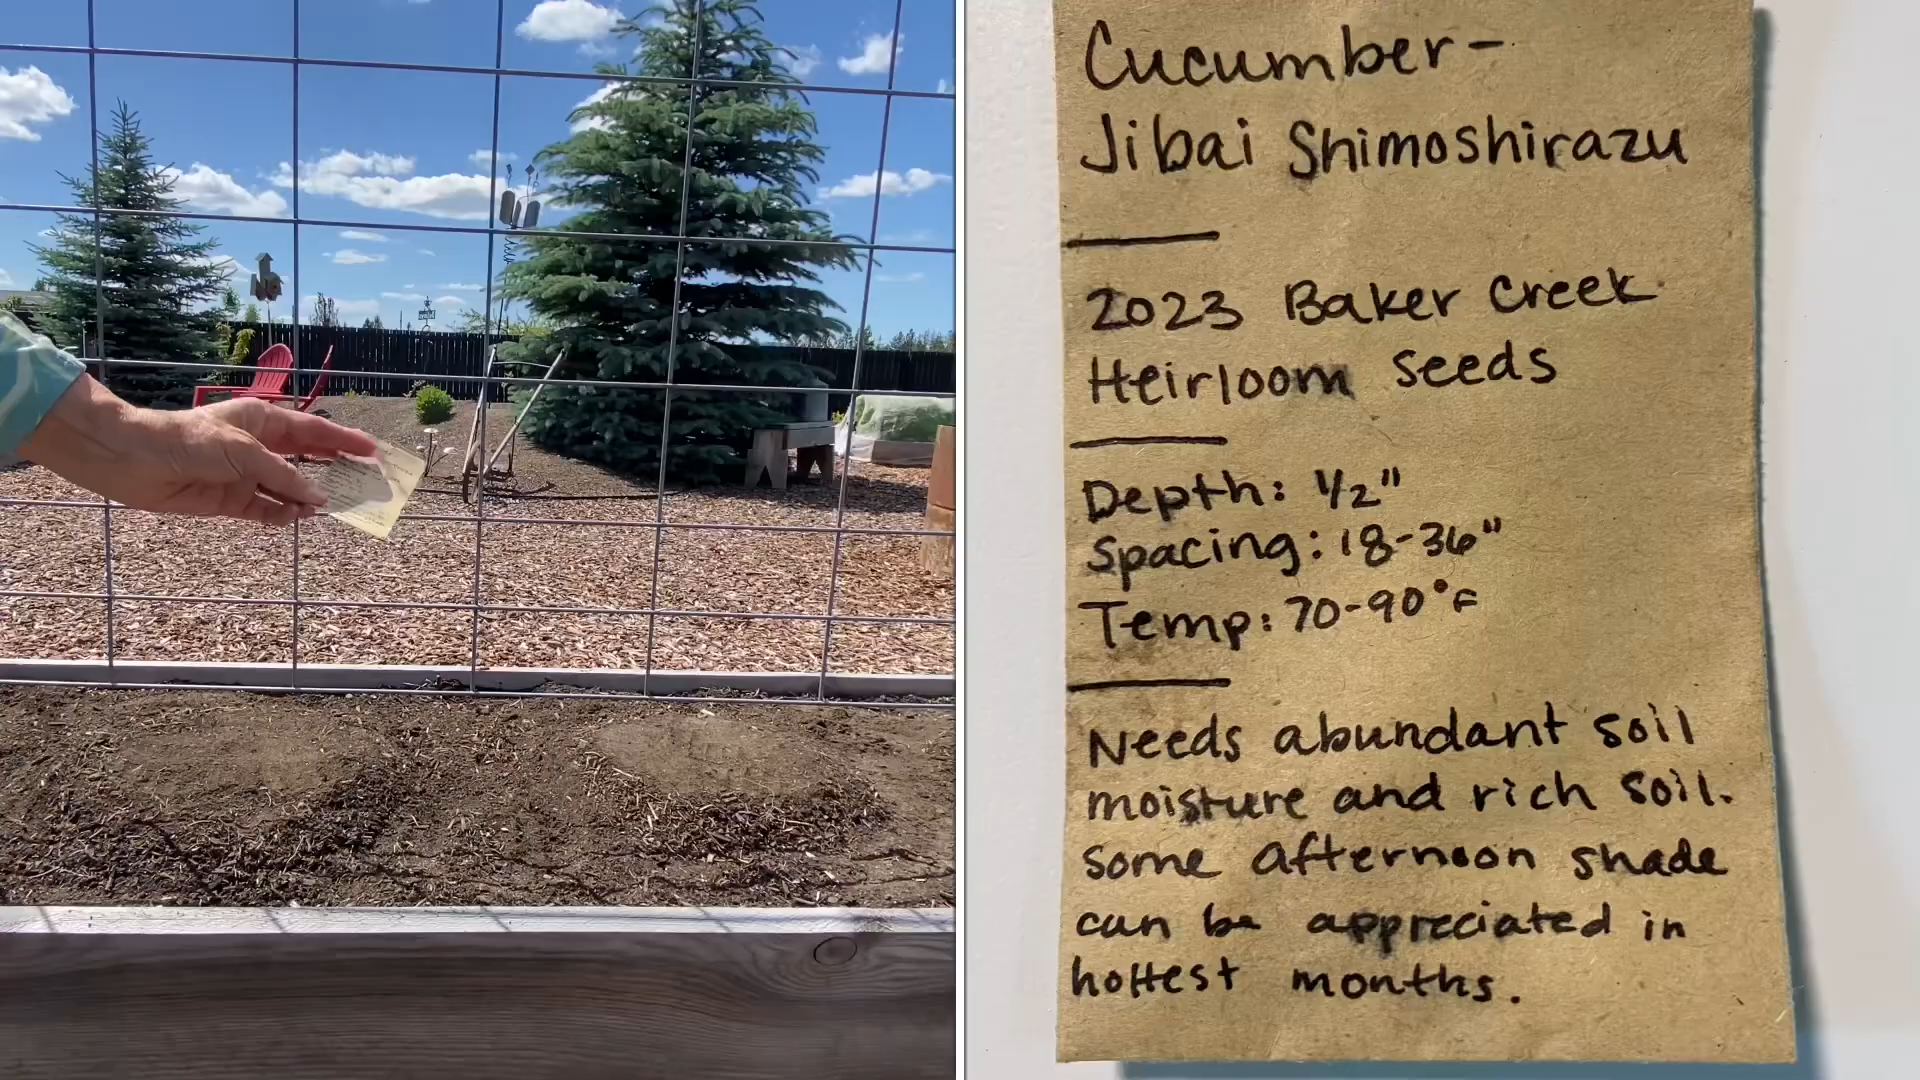 Cucumber-
Jibai Shimoshirazu
2023 Baker Creek
Heirloom seeds
Depth: 1/2"
Spacing: 18-36"
Temp: 70-90°F
Needs abundant soil
moisture and rich soil.
Some afternoon shade
can be appreciated in
hottest months.